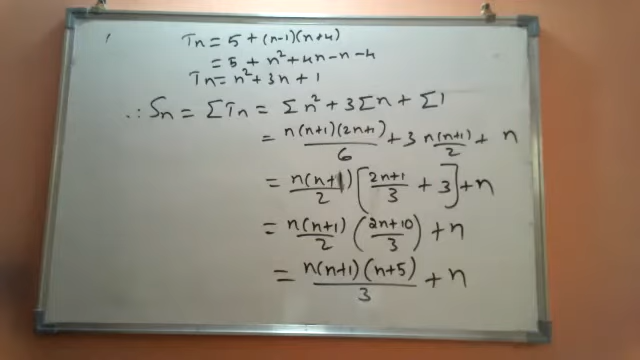 Tn = 5 + (n-1)(n+4)
= 5 + n² + 4n - n - 4
Tn = n² + 3n + 1
∴ Sn = ΣTn = Σn² + 3Σn + Σ1
= n(n+1)(2n+1)/6 + 3 n(n+1)/2 + n
= n(n+1)/2 [2n+1/3 + 3] + n
= n(n+1)/2 (2n+10/3) + n
= n(n+1)(n+5)/3 + n